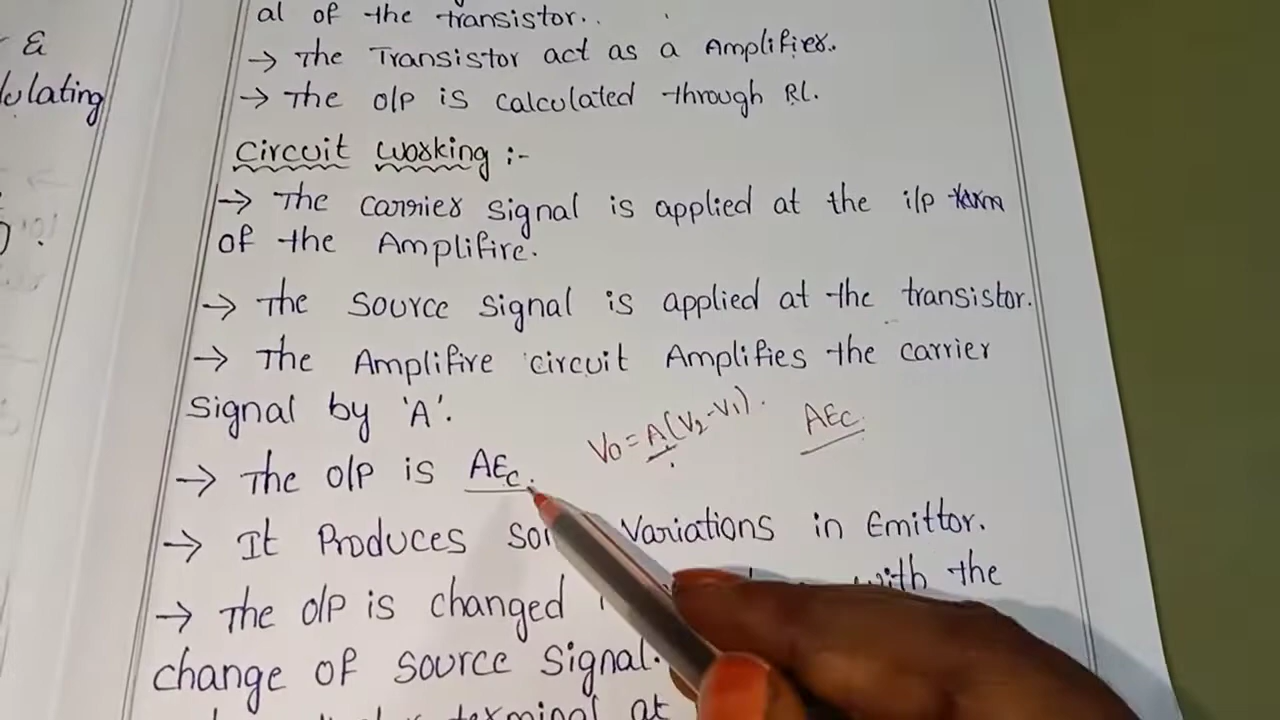 &
ulating
al of the transistor..
→ The Transistor act as a Amplifier.
→ The O/P is calculated through RL.
Circuit Working :-
→ The Carrier Signal is applied at the i/p term
of the Amplifire.
→ The Source Signal is applied at the transistor.
→ The Amplifire circuit Amplifies the carrier
Signal by 'A'.
Vo = A(V2-V1).
AEc
→ The O/P is AEc.
→ It Produces Variations in Emittor.
→ The O/P is changed with the
change of Source Signal.
terminal at